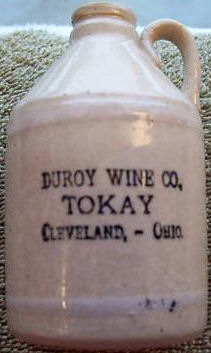 DUROY WINE CO.
TOKAY
CLEVELAND, - OHIO.